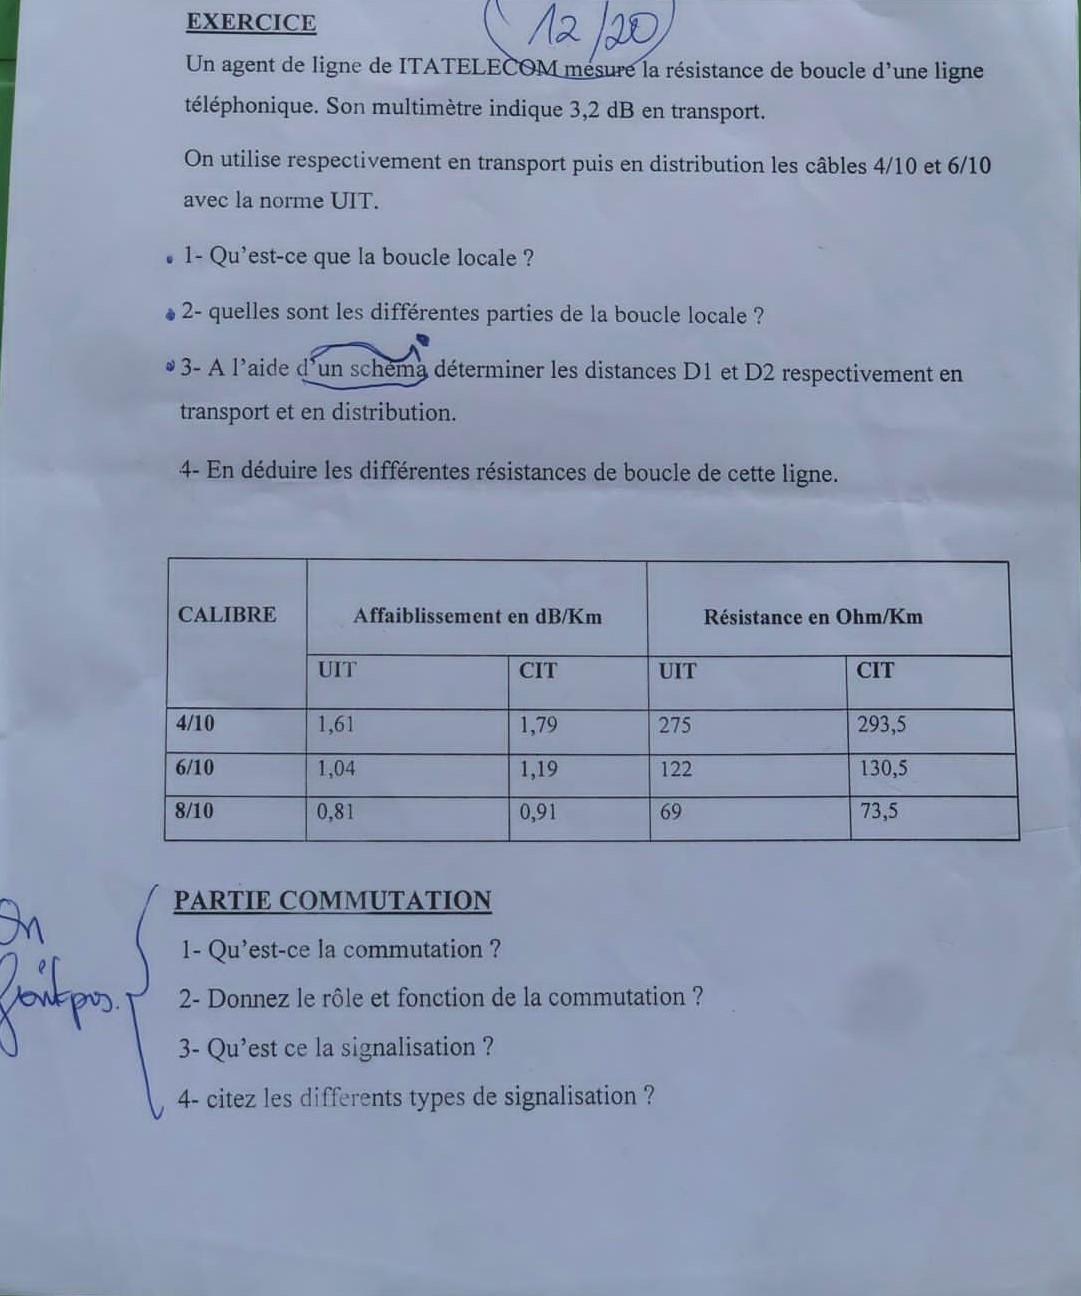 EXERCICE
12/20
Un agent de ligne de ITATELECOM mesure la résistance de boucle d'une ligne
téléphonique. Son multimètre indique 3,2 dB en transport.
On utilise respectivement en transport puis en distribution les câbles 4/10 et 6/10
avec la norme UIT.
1- Qu'est-ce que la boucle locale ?
2- quelles sont les différentes parties de la boucle locale ?
3- A l'aide d'un schéma déterminer les distances D1 et D2 respectivement en
transport et en distribution.
4- En déduire les différentes résistances de boucle de cette ligne.
CALIBRE Affaiblissement en dB/Km Résistance en Ohm/Km
UIT CIT UIT CIT
4/10 1,61 1,79 275 293,5
6/10 1,04 1,19 122 130,5
8/10 0,81 0,91 69 73,5
PARTIE COMMUTATION
1- Qu'est-ce la commutation ?
2- Donnez le rôle et fonction de la commutation ?
3- Qu'est ce la signalisation ?
4- citez les differents types de signalisation ?